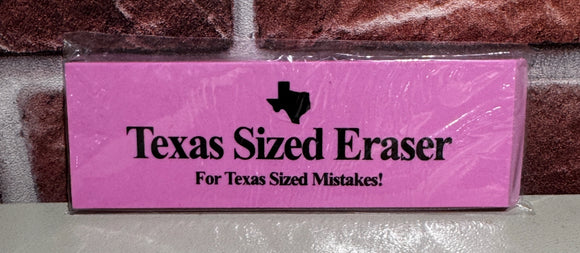 Texas Sized Eraser
For Texas Sized Mistakes!